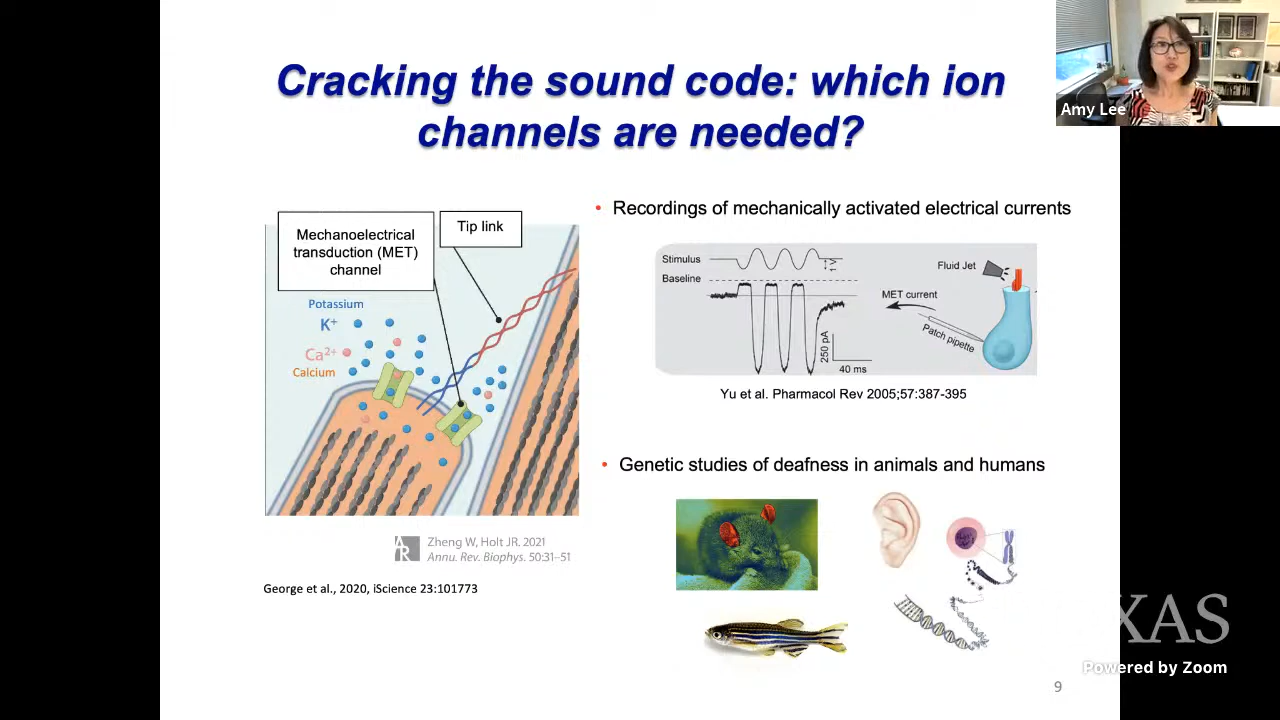 Cracking the sound code: which ion
channels are needed?
Amy Lee
Mechanoelectrical
transduction (MET)
channel
Tip link
Potassium
K⁺
Ca²⁺
Calcium
Zheng W, Holt JR. 2021
Annu. Rev. Biophys. 50:31–51
AR
George et al., 2020, iScience 23:101773
• Recordings of mechanically activated electrical currents
Stimulus
1 V
Baseline
250 pA
40 ms
Fluid Jet
MET current
Patch pipette
Yu et al. Pharmacol Rev 2005;57:387-395
• Genetic studies of deafness in animals and humans
XAS
Powered by Zoom
9